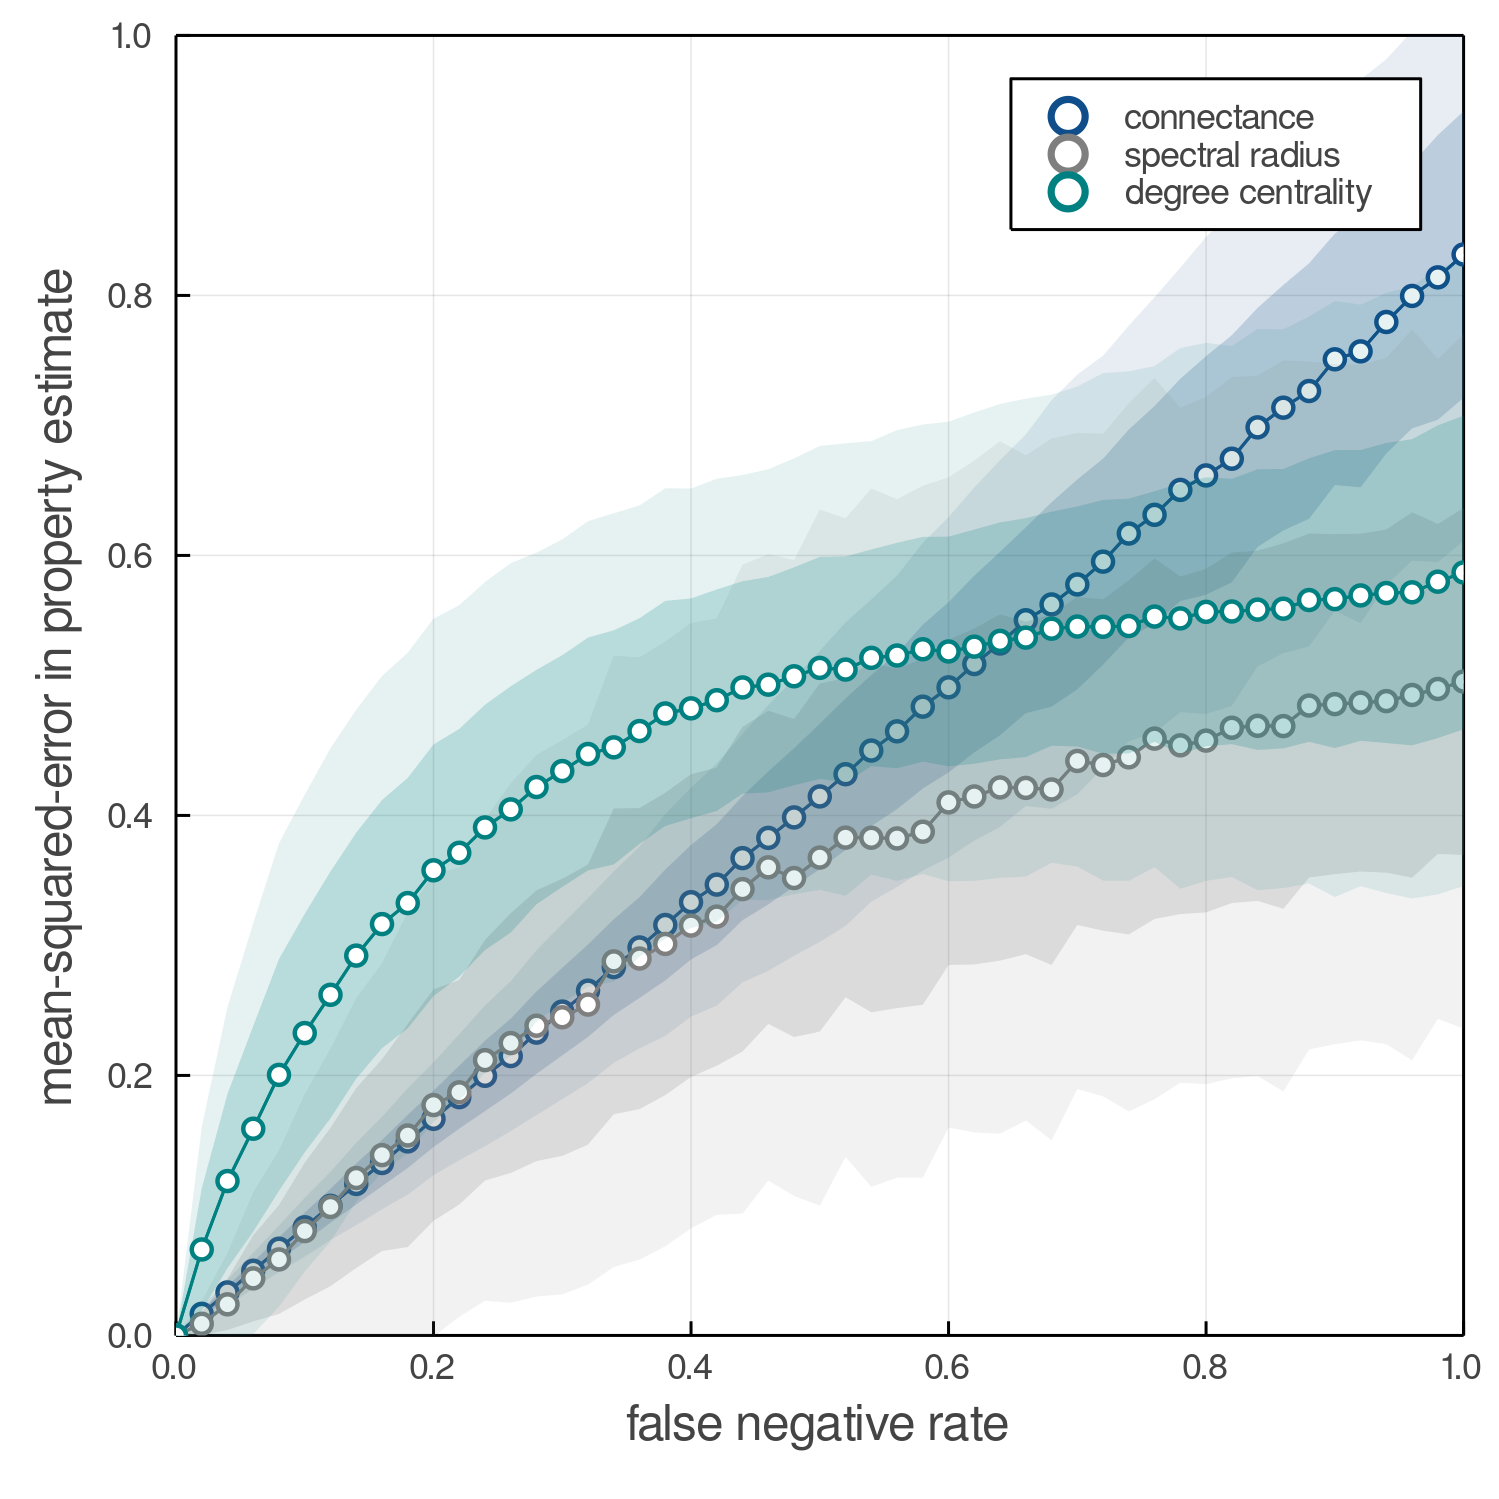 1.0
0.8
0.6
0.4
0.2
0.0
0.0 0.2 0.4 0.6 0.8 1.0
mean-squared-error in property estimate
false negative rate
connectance
spectral radius
degree centrality